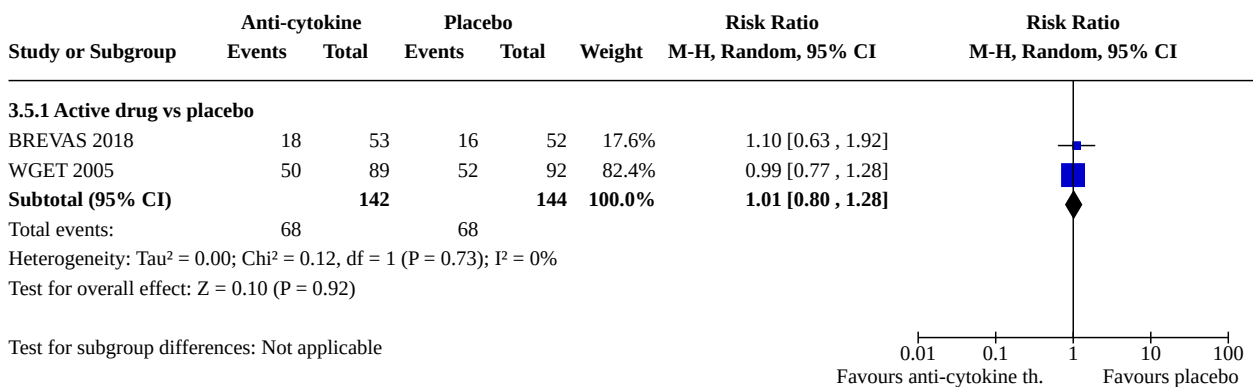 Anti-cytokine Placebo Risk Ratio Risk Ratio
Study or Subgroup Events Total Events Total Weight M-H, Random, 95% CI M-H, Random, 95% CI
3.5.1 Active drug vs placebo
BREVAS 2018 18 53 16 52 17.6% 1.10 [0.63 , 1.92]
WGET 2005 50 89 52 92 82.4% 0.99 [0.77 , 1.28]
Subtotal (95% CI) 142 144 100.0% 1.01 [0.80 , 1.28]
Total events: 68 68
Heterogeneity: Tau² = 0.00; Chi² = 0.12, df = 1 (P = 0.73); I² = 0%
Test for overall effect: Z = 0.10 (P = 0.92)
Test for subgroup differences: Not applicable
0.01 0.1 1 10 100
Favours anti-cytokine th. Favours placebo